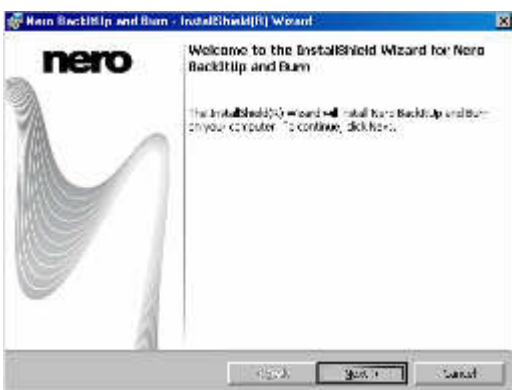 Nero BackItUp and Burn - InstallShield(R) Wizard
nero
Welcome to the InstallShield Wizard for Nero
BackItUp and Burn
The InstallShield(R) Wizard will install Nero BackItUp and Burn
on your computer. To continue, click Next.
< Back
Next >
Cancel